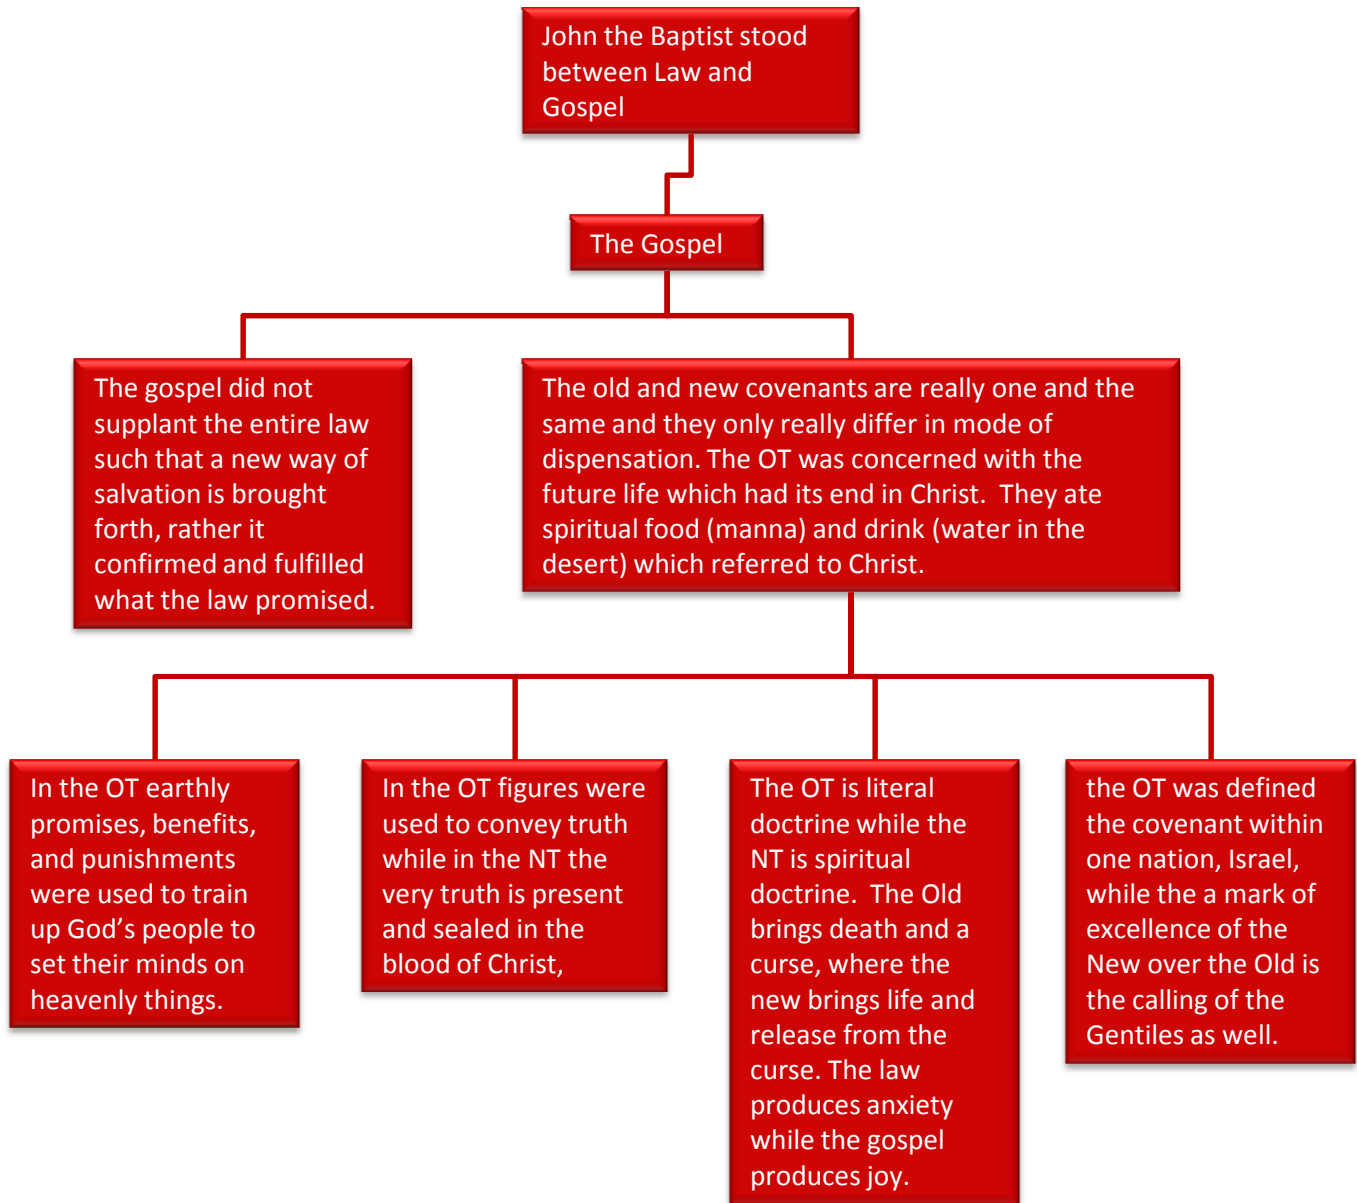 John the Baptist stood
between Law and
Gospel
The Gospel
The gospel did not
supplant the entire law
such that a new way of
salvation is brought
forth, rather it
confirmed and fulfilled
what the law promised.
The old and new covenants are really one and the
same and they only really differ in mode of
dispensation. The OT was concerned with the
future life which had its end in Christ.  They ate
spiritual food (manna) and drink (water in the
desert) which referred to Christ.
In the OT earthly
promises, benefits,
and punishments
were used to train
up God’s people to
set their minds on
heavenly things.
In the OT figures were
used to convey truth
while in the NT the
very truth is present
and sealed in the
blood of Christ,
The OT is literal
doctrine while the
NT is spiritual
doctrine.  The Old
brings death and a
curse, where the
new brings life and
release from the
curse. The law
produces anxiety
while the gospel
produces joy.
the OT was defined
the covenant within
one nation, Israel,
while the a mark of
excellence of the
New over the Old is
the calling of the
Gentiles as well.